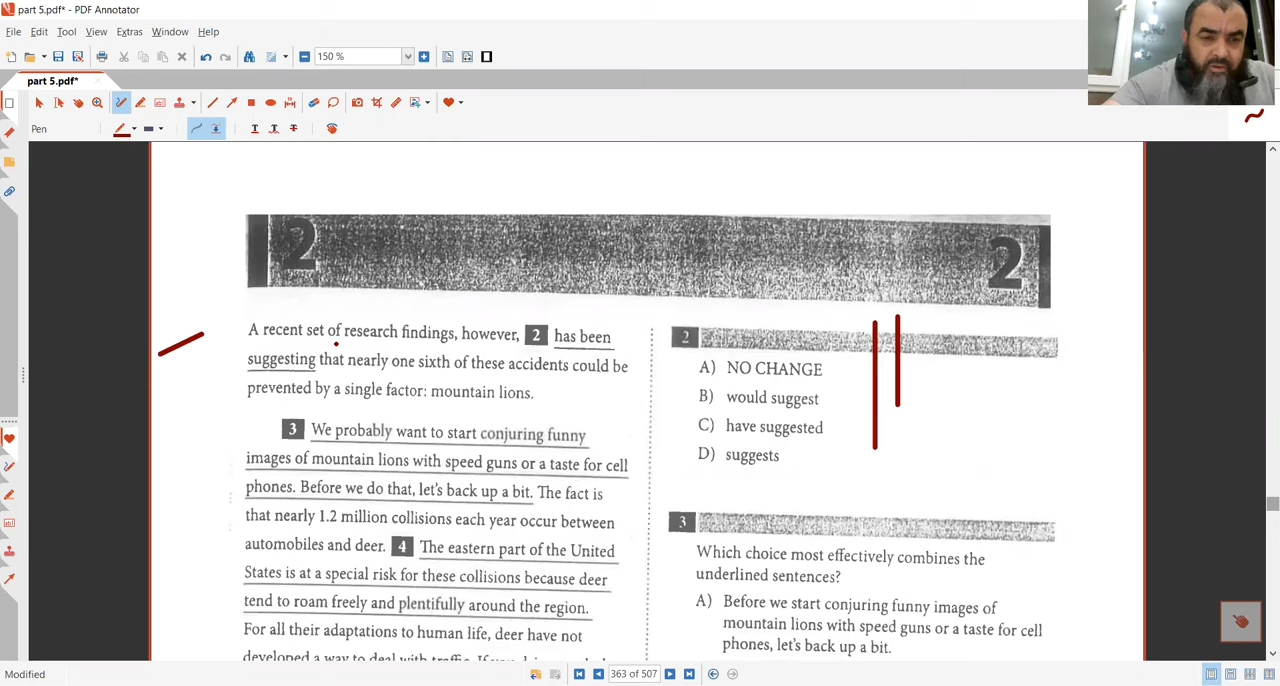 part 5.pdf* - PDF Annotator
File Edit Tool View Extras Window Help
150 %
part 5.pdf*
Pen
2 2
A recent set of research findings, however, 2 has been
suggesting that nearly one sixth of these accidents could be
prevented by a single factor: mountain lions.
3 We probably want to start conjuring funny
images of mountain lions with speed guns or a taste for cell
phones. Before we do that, let's back up a bit. The fact is
that nearly 1.2 million collisions each year occur between
automobiles and deer. 4 The eastern part of the United
States is at a special risk for these collisions because deer
tend to roam freely and plentifully around the region.
For all their adaptations to human life, deer have not
developed a way to deal with traffic. If
2
A) NO CHANGE
B) would suggest
C) have suggested
D) suggests
3
Which choice most effectively combines the
underlined sentences?
A) Before we start conjuring funny images of
mountain lions with speed guns or a taste for cell
phones, let's back up a bit.
Modified
363 of 507